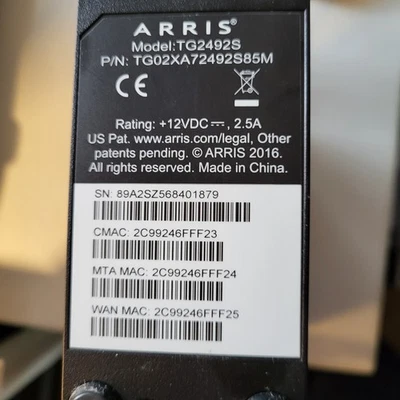 ARRIS®
Model:TG2492S
P/N: TG02XA72492S85M
CE
Rating: +12VDC⎓, 2.5A
US Pat. www.arris.com/legal, Other
patents pending. © ARRIS 2016.
All rights reserved. Made in China.
SN: 89A2SZ568401879
CMAC: 2C99246FFF23
MTA MAC: 2C99246FFF24
WAN MAC: 2C99246FFF25